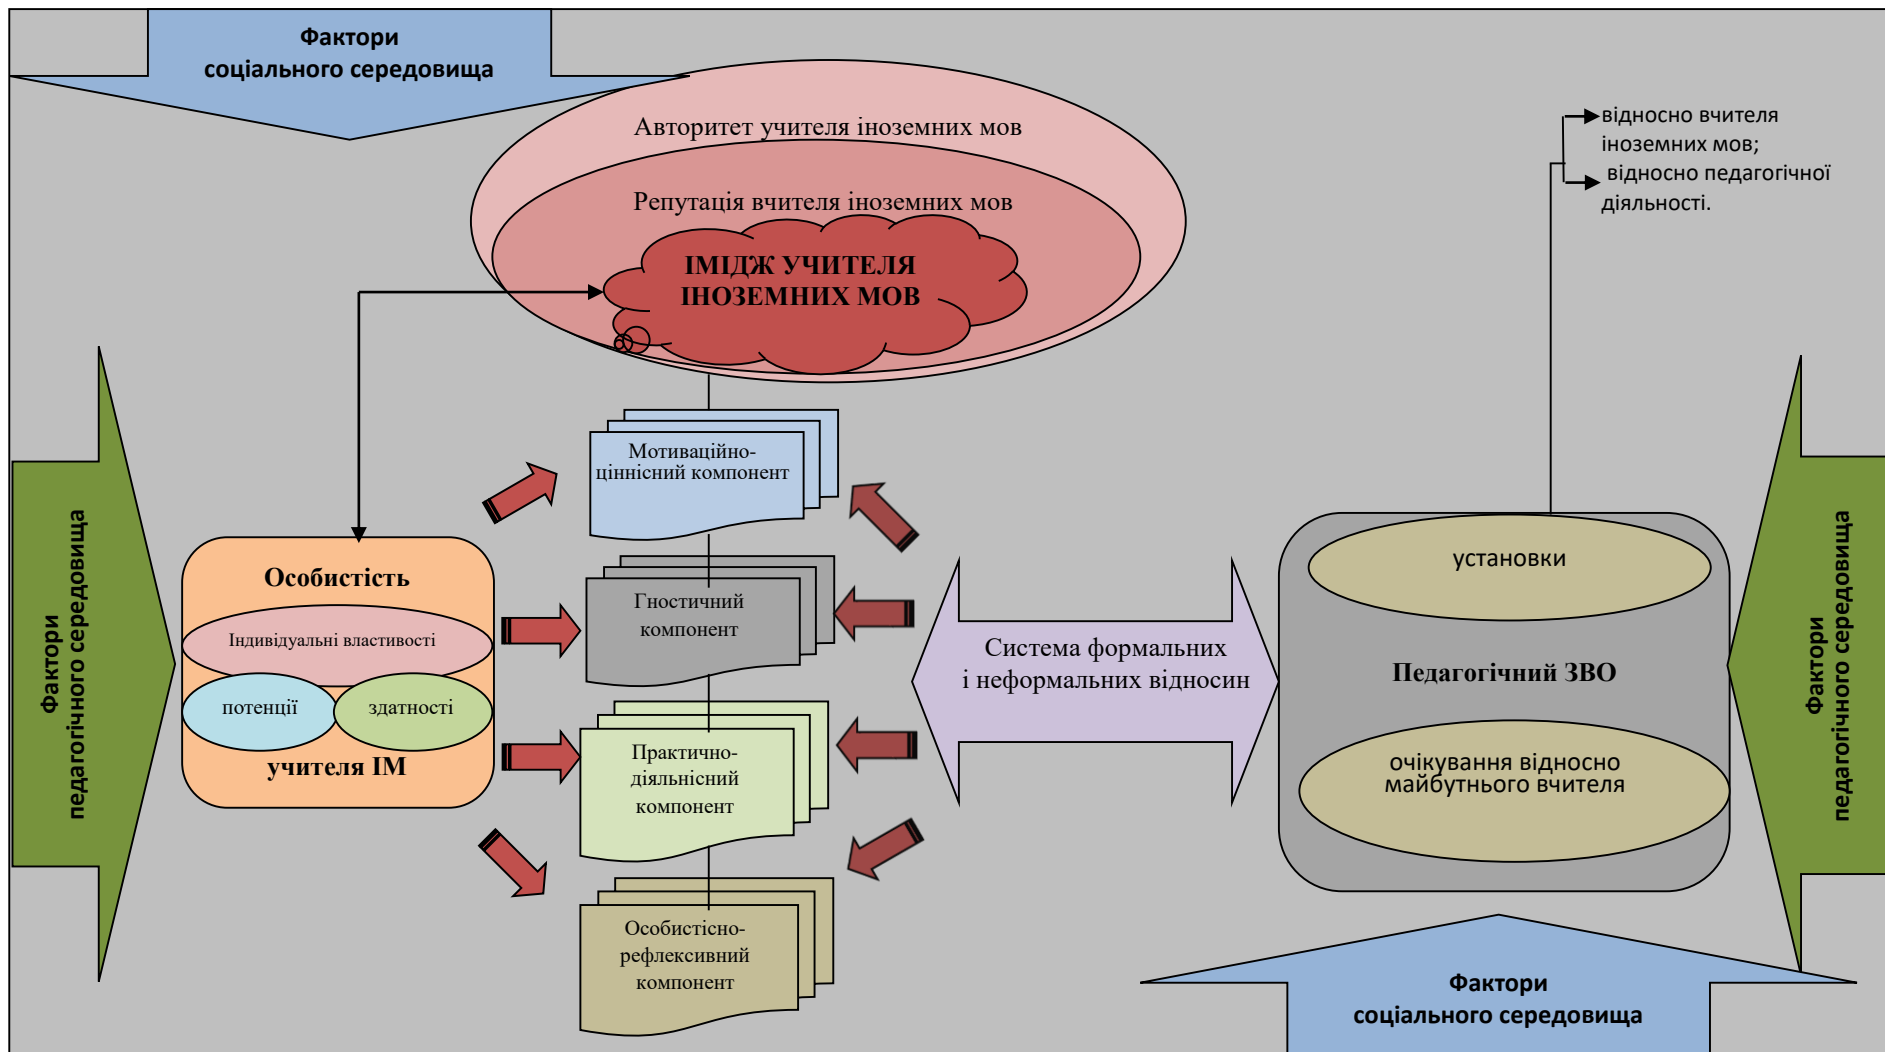 Фактори
соціального середовища
Авторитет учителя іноземних мов
Репутація вчителя іноземних мов
ІМІДЖ УЧИТЕЛЯ
ІНОЗЕМНИХ МОВ
відносно вчителя
іноземних мов;
відносно педагогічної
діяльності.
Фактори
педагогічного середовища
Особистість
Індивідуальні властивості
потенції
здатності
учителя ІМ
Мотиваційно-
ціннісний компонент
Гностичний
компонент
Практично-
діяльнісний
компонент
Особистісно-
рефлексивний
компонент
Система формальних
і неформальних відносин
установки
Педагогічний ЗВО
очікування відносно
майбутнього вчителя
Фактори
педагогічного середовища
Фактори
соціального середовища